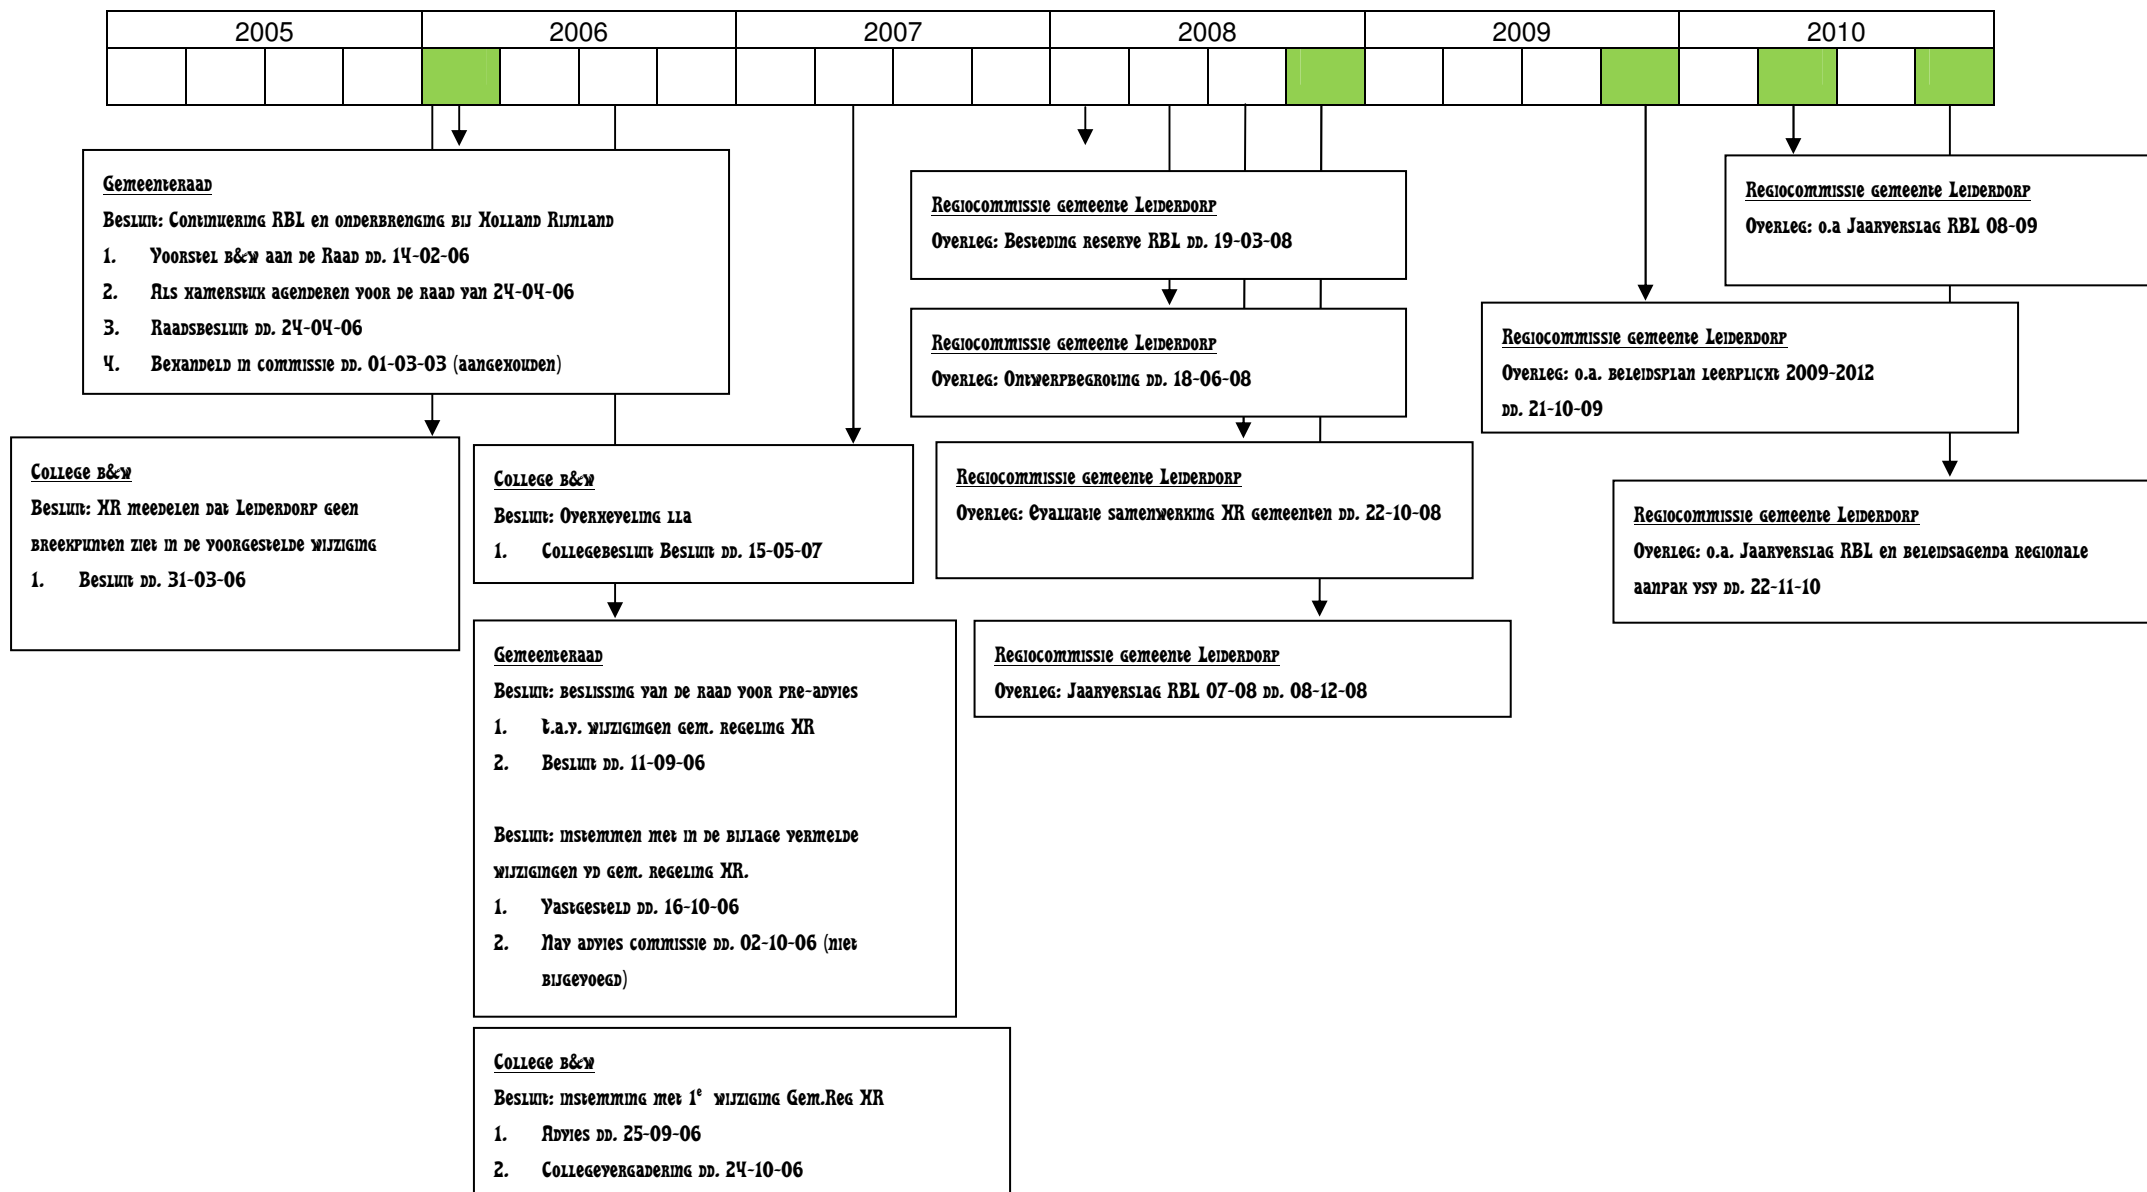 2005 2006 2007 2008 2009 2010
Gemeenteraad
Besluit: Continuering RBL en onderbrenging bij Holland Rijnland
1. Voorstel b&w aan de Raad dd. 14-02-06
2. Als hamerstuk agenderen voor de raad van 24-04-06
3. Raadsbesluit dd. 24-04-06
4. Behandeld in commissie dd. 01-03-03 (aangehouden)
College b&w
Besluit: HR meedelen dat Leiderdorp geen
breekpunten ziet in de voorgestelde wijziging
1. Besluit dd. 31-03-06
College b&w
Besluit: Overheveling lla
1. Collegebesluit Besluit dd. 15-05-07
Gemeenteraad
Besluit: beslissing van de raad voor pre-advies
1. t.a.v. wijzigingen gem. regeling HR
2. Besluit dd. 11-09-06
Besluit: instemmen met in de bijlage vermelde
wijzigingen vd gem. regeling HR.
1. Vastgesteld dd. 16-10-06
2. Nav advies commissie dd. 02-10-06 (niet
bijgevoegd)
College b&w
Besluit: instemming met 1e wijziging Gem.Reg HR
1. Advies dd. 25-09-06
2. Collegevergadering dd. 24-10-06
Regiocommissie gemeente Leiderdorp
Overleg: Besteding reserve RBL dd. 19-03-08
Regiocommissie gemeente Leiderdorp
Overleg: Ontwerpbegroting dd. 18-06-08
Regiocommissie gemeente Leiderdorp
Overleg: Evaluatie samenwerking HR gemeenten dd. 22-10-08
Regiocommissie gemeente Leiderdorp
Overleg: Jaarverslag RBL 07-08 dd. 08-12-08
Regiocommissie gemeente Leiderdorp
Overleg: o.a Jaarverslag RBL 08-09
Regiocommissie gemeente Leiderdorp
Overleg: o.a. beleidsplan leerplicht 2009-2012
dd. 21-10-09
Regiocommissie gemeente Leiderdorp
Overleg: o.a. Jaarverslag RBL en beleidsagenda regionale
aanpak vsv dd. 22-11-10